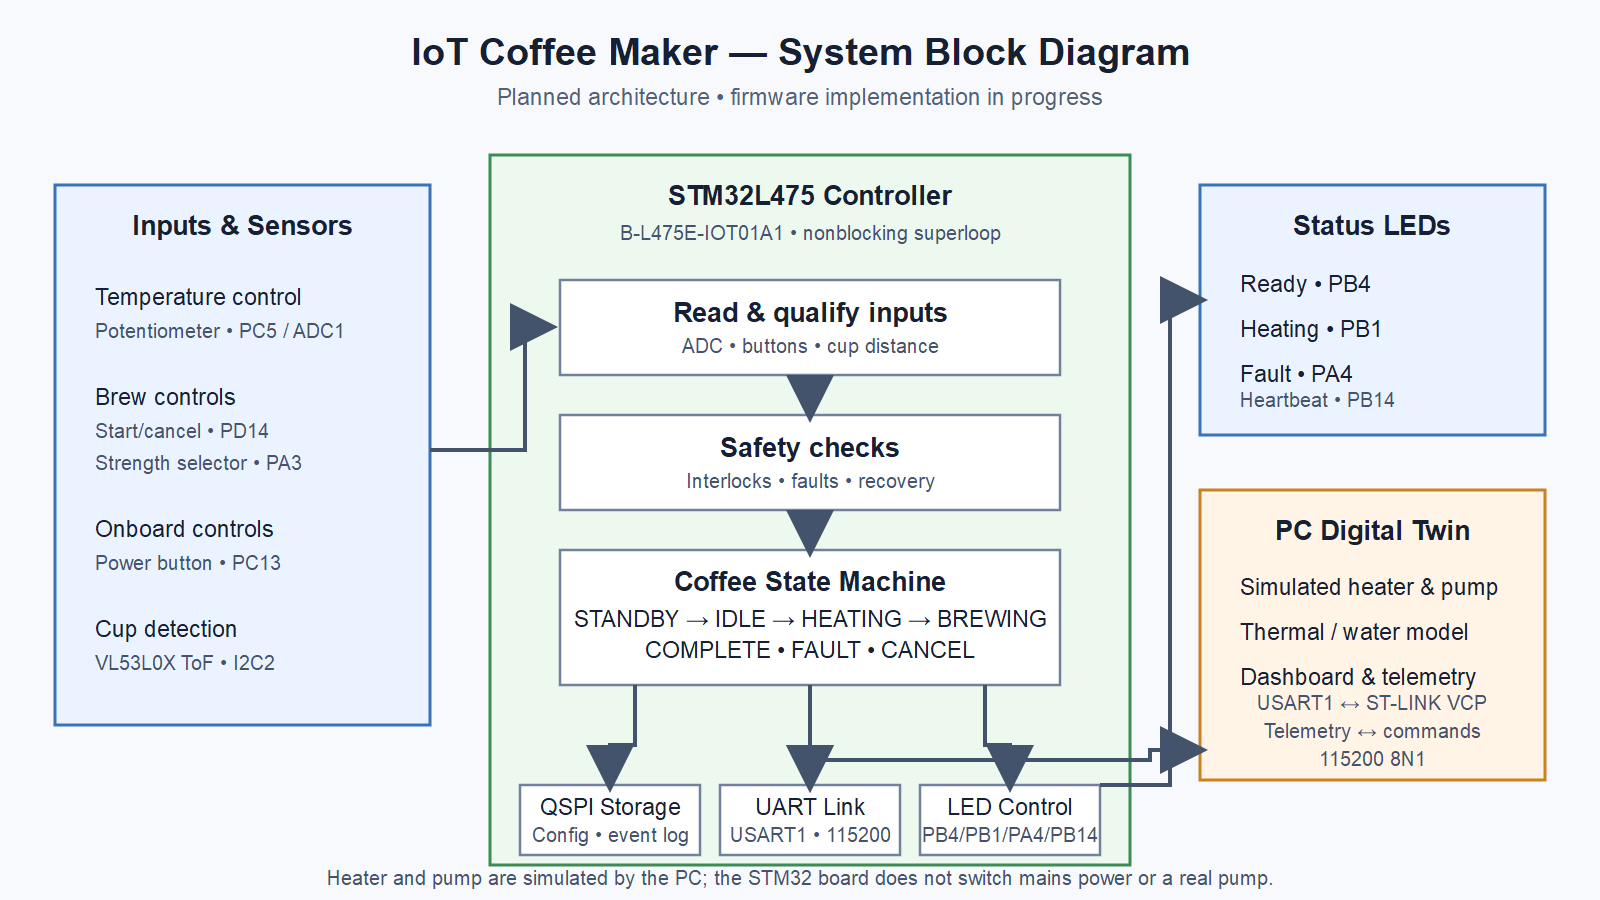 IoT Coffee Maker — System Block Diagram
Planned architecture • firmware implementation in progress
Inputs & Sensors
Temperature control
Potentiometer • PC5 / ADC1
Brew controls
Start/cancel • PD14
Strength selector • PA3
Onboard controls
Power button • PC13
Cup detection
VL53L0X ToF • I2C2
STM32L475 Controller
B-L475E-IOT01A1 • nonblocking superloop
Read & qualify inputs
ADC • buttons • cup distance
Safety checks
Interlocks • faults • recovery
Coffee State Machine
STANDBY → IDLE → HEATING → BREWING
COMPLETE • FAULT • CANCEL
QSPI Storage
Config • event log
UART Link
USART1 • 115200
LED Control
PB4/PB1/PA4/PB14
Status LEDs
Ready • PB4
Heating • PB1
Fault • PA4
Heartbeat • PB14
PC Digital Twin
Simulated heater & pump
Thermal / water model
Dashboard & telemetry
USART1 ↔ ST-LINK VCP
Telemetry ↔ commands
115200 8N1
Heater and pump are simulated by the PC; the STM32 board does not switch mains power or a real pump.